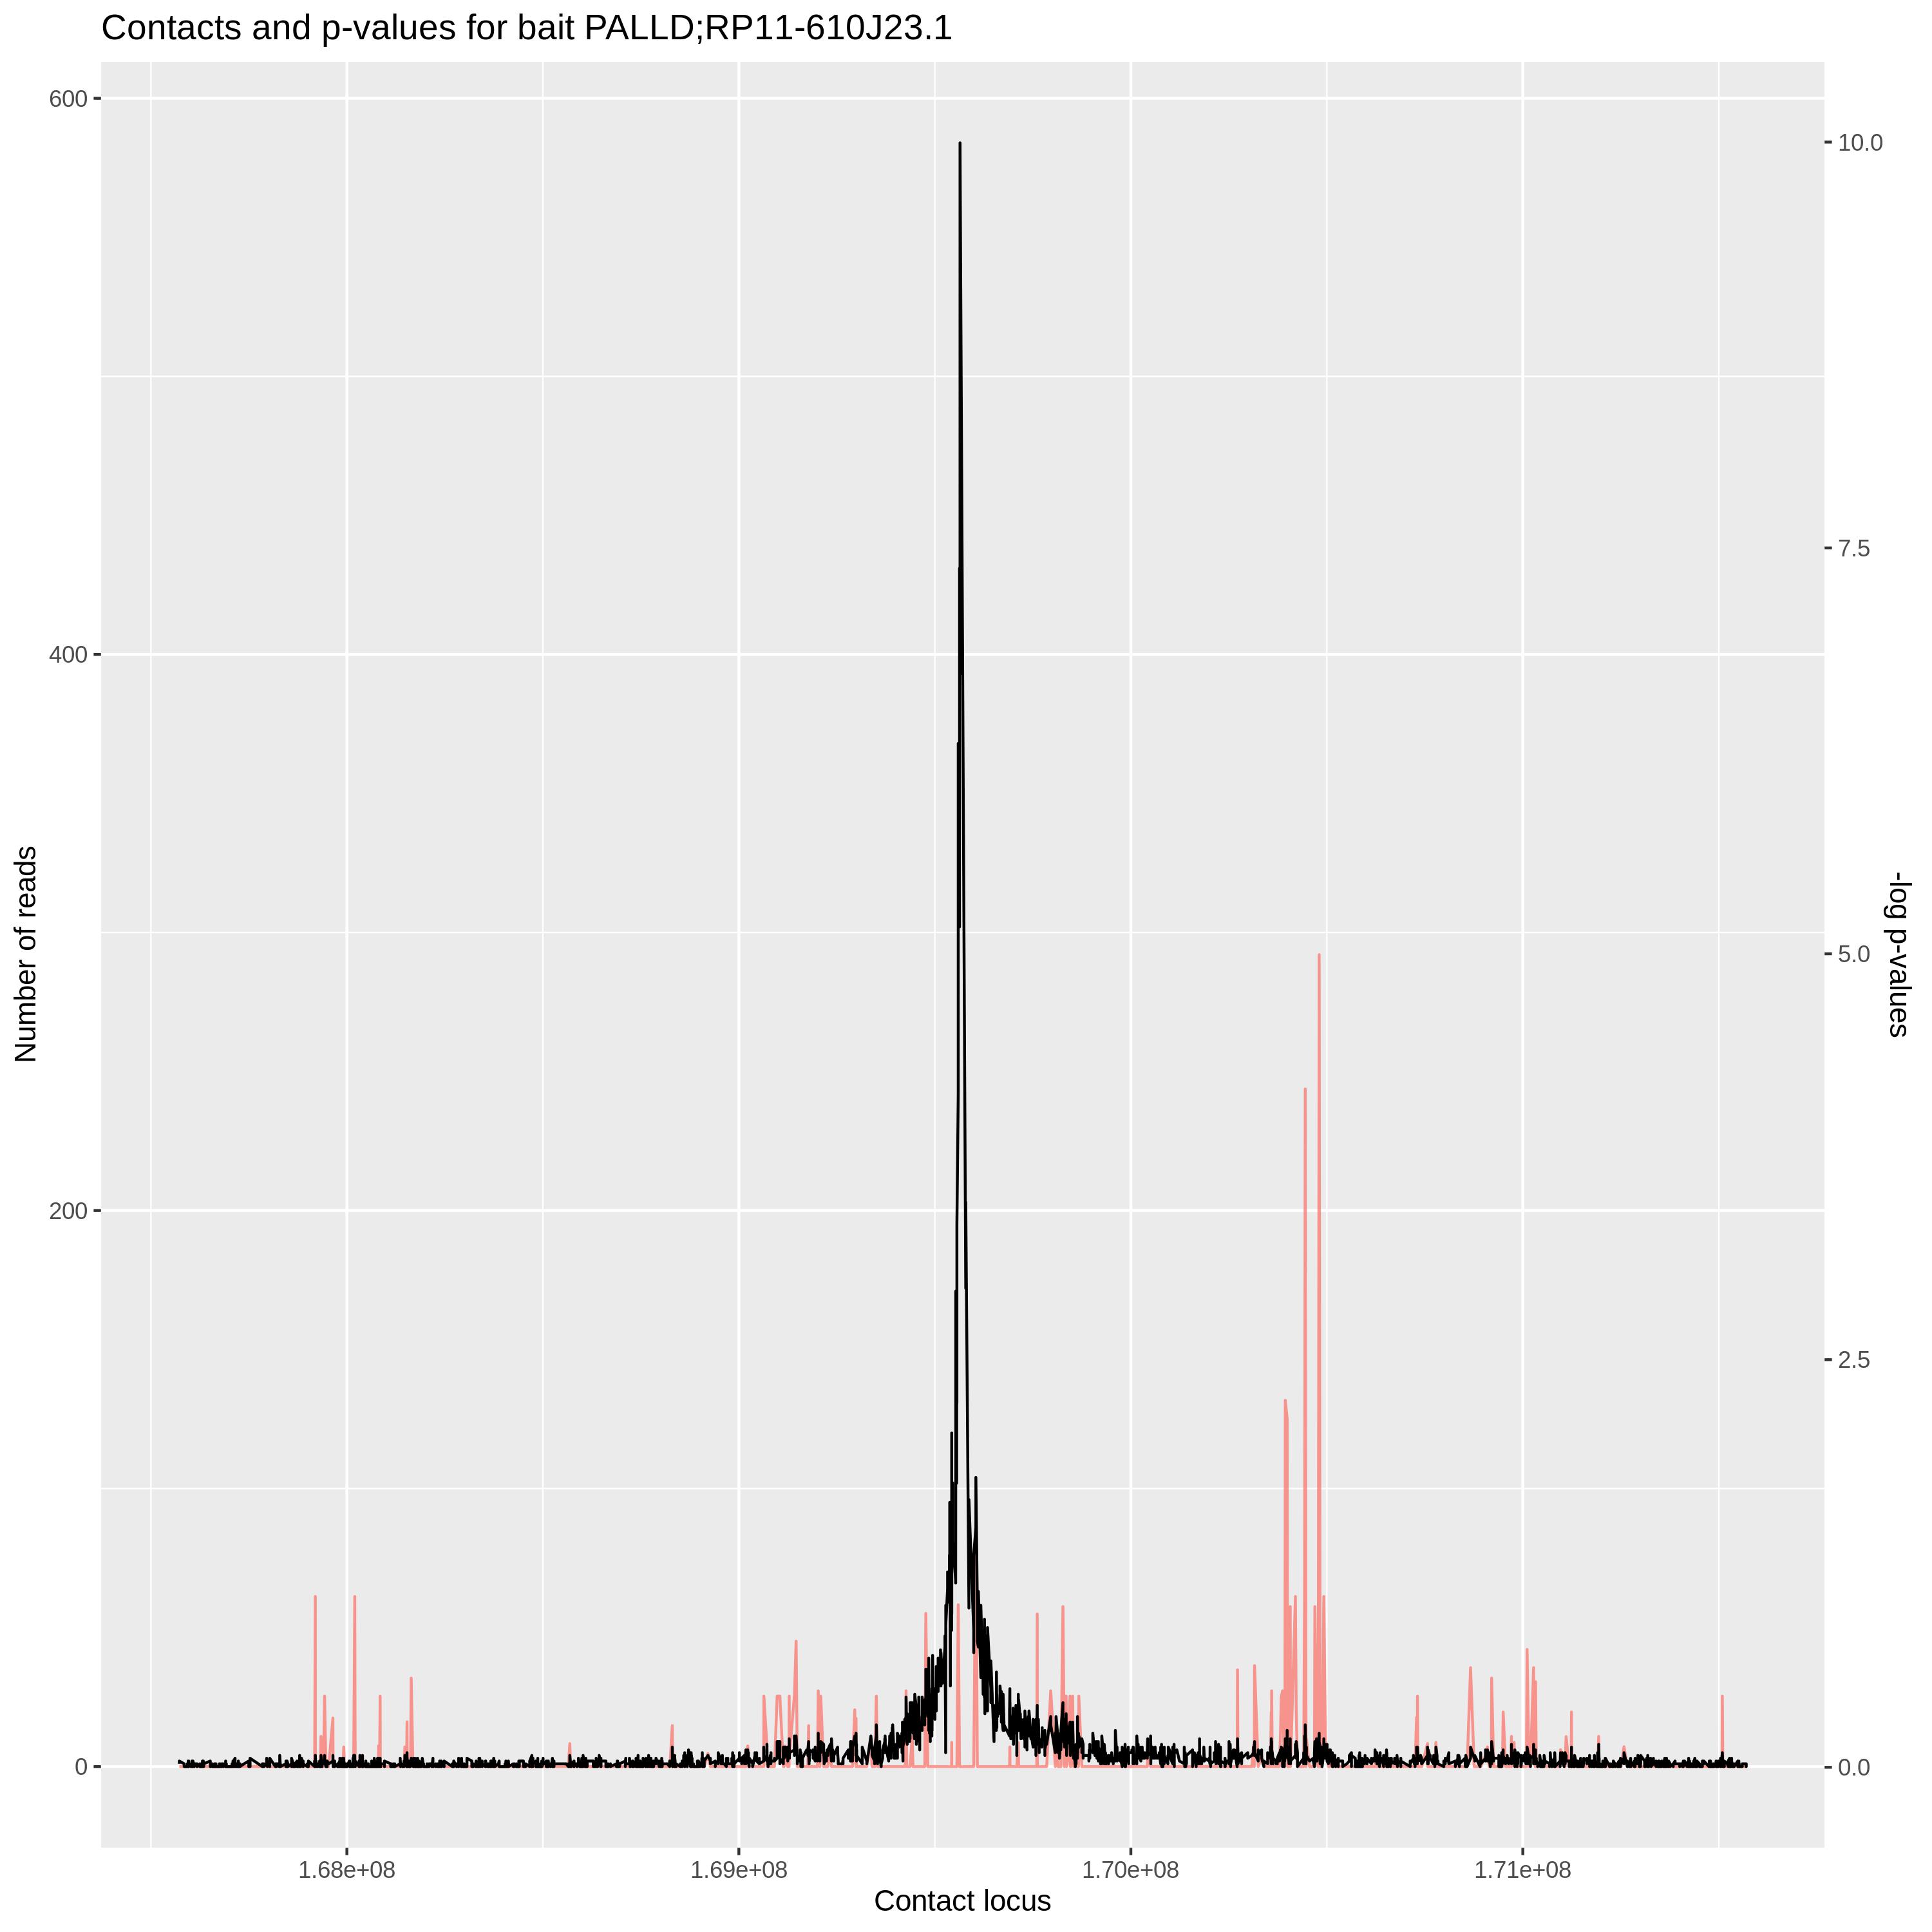 Contacts and p-values for bait PALLD;RP11-610J23.1
600
400
200
0
Number of reads
10.0
7.5
5.0
2.5
0.0
-log p-values
1.68e+08
1.69e+08
1.70e+08
1.71e+08
Contact locus